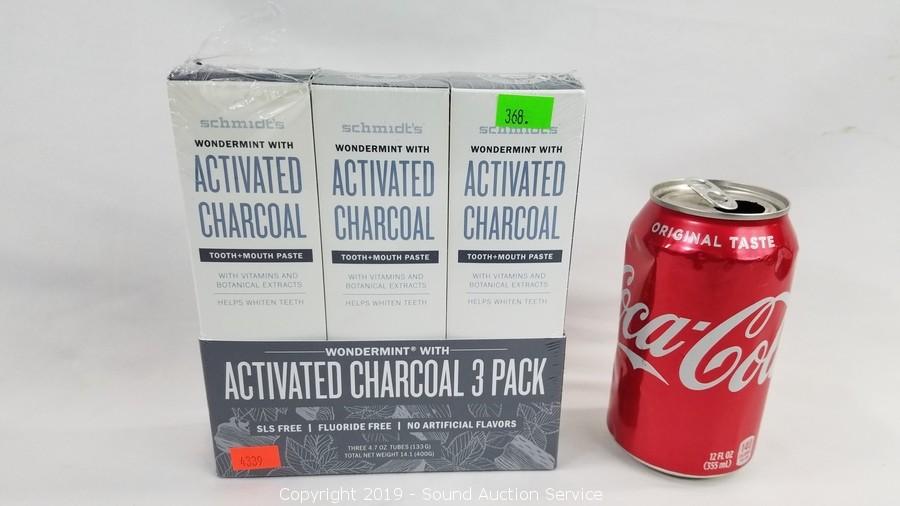 schmidt's
WONDERMINT WITH
ACTIVATED
CHARCOAL
TOOTH+MOUTH PASTE
WITH VITAMINS AND
BOTANICAL EXTRACTS
HELPS WHITEN TEETH
schmidt's
WONDERMINT WITH
ACTIVATED
CHARCOAL
TOOTH+MOUTH PASTE
WITH VITAMINS AND
BOTANICAL EXTRACTS
HELPS WHITEN TEETH
368.
schmidt's
WONDERMINT WITH
ACTIVATED
CHARCOAL
TOOTH+MOUTH PASTE
WITH VITAMINS AND
BOTANICAL EXTRACTS
HELPS WHITEN TEETH
WONDERMINT® WITH
ACTIVATED CHARCOAL 3 PACK
SLS FREE | FLUORIDE FREE | NO ARTIFICIAL FLAVORS
THREE 4.7 OZ TUBES (133G)
TOTAL NET WEIGHT 14.1 (400G)
4339
ORIGINAL TASTE
Coca-Cola
12 FL OZ
(355 mL)
140
Copyright 2019 - Sound Auction Service